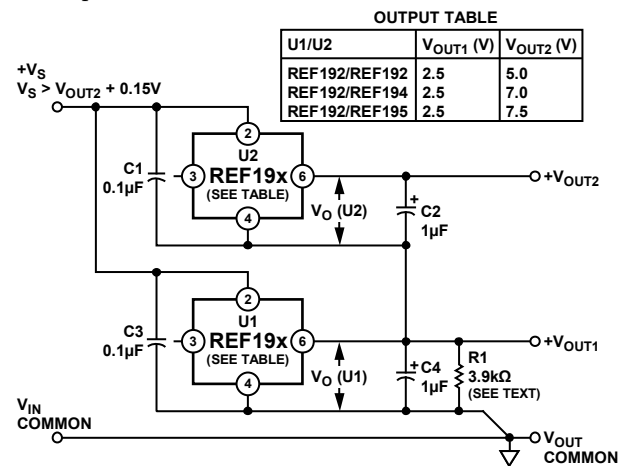 OUTPUT TABLE
U1/U2 VOUT1 (V) VOUT2 (V)
REF192/REF192 2.5 5.0
REF192/REF194 2.5 7.0
REF192/REF195 2.5 7.5
+VS
VS > VOUT2 + 0.15V
2
U2
C1
0.1µF
3 REF19x 6
(SEE TABLE)
4
VO (U2)
+
C2
1µF
+VOUT2
2
U1
C3
0.1µF
3 REF19x 6
(SEE TABLE)
4
VO (U1)
+
C4
1µF
R1
3.9kΩ
(SEE TEXT)
+VOUT1
VIN
COMMON
VOUT
COMMON